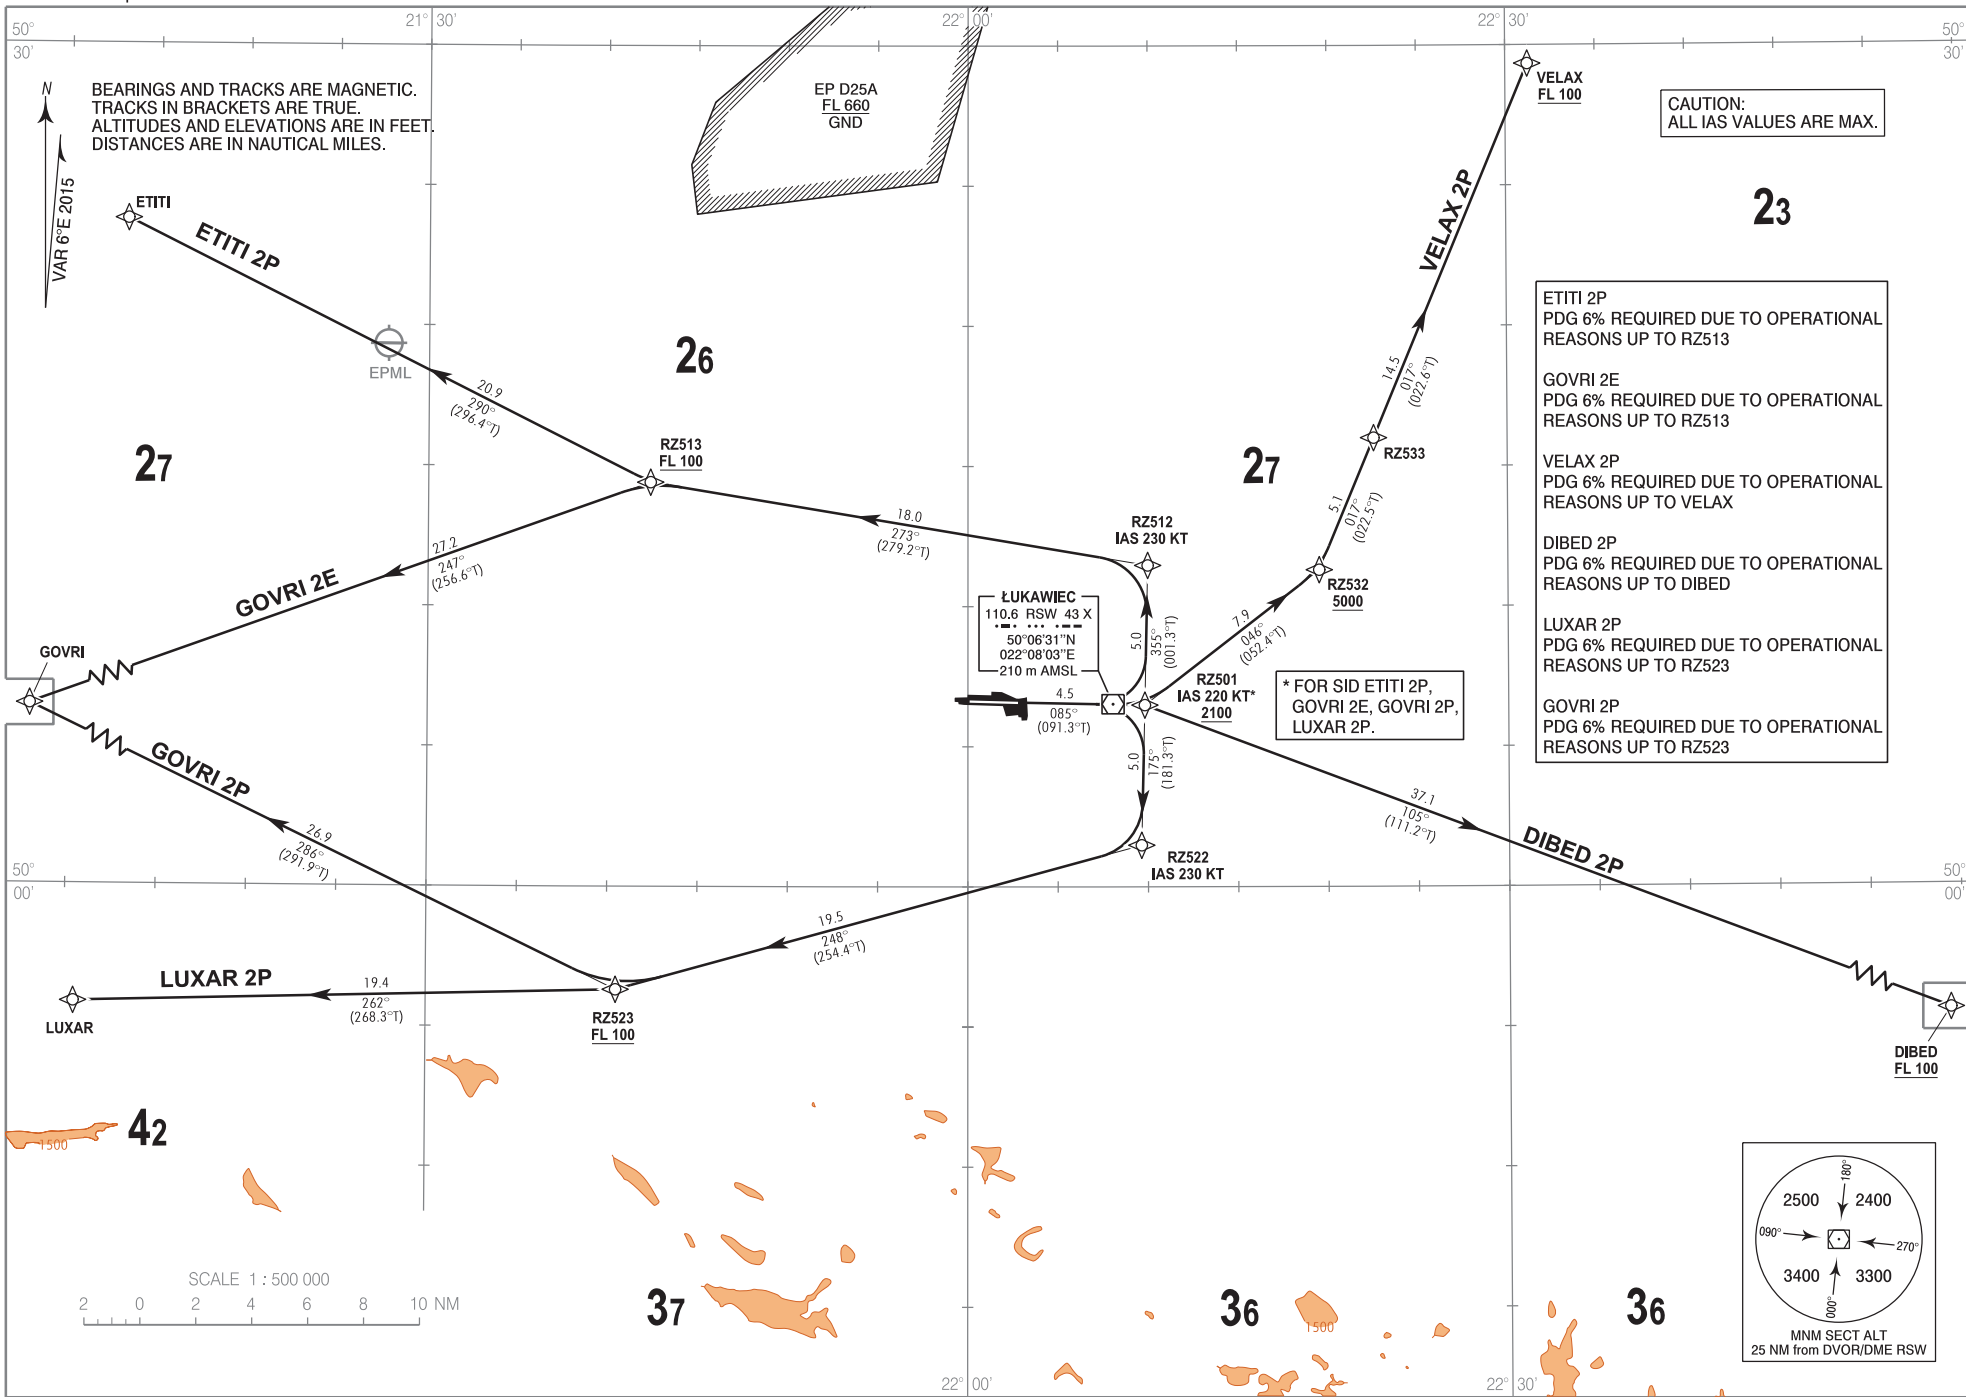 21° 30'
22° 00'
22° 30'
50°
30'
50°
30'
N
VAR 6°E 2015
BEARINGS AND TRACKS ARE MAGNETIC.
TRACKS IN BRACKETS ARE TRUE.
ALTITUDES AND ELEVATIONS ARE IN FEET.
DISTANCES ARE IN NAUTICAL MILES.
EP D25A
FL 660
GND
VELAX
FL 100
CAUTION:
ALL IAS VALUES ARE MAX.
23
ETITI
ETITI 2P
VELAX 2P
EPML
26
20.9
290°
(296.4°T)
14.5
017°
(022.6°T)
ETITI 2P
PDG 6% REQUIRED DUE TO OPERATIONAL
REASONS UP TO RZ513
GOVRI 2E
PDG 6% REQUIRED DUE TO OPERATIONAL
REASONS UP TO RZ513
VELAX 2P
PDG 6% REQUIRED DUE TO OPERATIONAL
REASONS UP TO VELAX
DIBED 2P
PDG 6% REQUIRED DUE TO OPERATIONAL
REASONS UP TO DIBED
LUXAR 2P
PDG 6% REQUIRED DUE TO OPERATIONAL
REASONS UP TO RZ523
GOVRI 2P
PDG 6% REQUIRED DUE TO OPERATIONAL
REASONS UP TO RZ523
27
RZ513
FL 100
27
RZ533
5.1
017°
(022.5°T)
18.0
273°
(279.2°T)
RZ512
IAS 230 KT
27.2
247°
(256.6°T)
GOVRI 2E
RZ532
5000
ŁUKAWIEC
110.6 RSW 43 X
50°06'31"N
022°08'03"E
210 m AMSL
5.0
355°
(001.3°T)
7.9
046°
(052.4°T)
GOVRI
RZ501
IAS 220 KT*
2100
* FOR SID ETITI 2P,
GOVRI 2E, GOVRI 2P,
LUXAR 2P.
4.5
085°
(091.3°T)
5.0
175°
(181.3°T)
GOVRI 2P
37.1
105°
(111.2°T)
DIBED 2P
26.9
286°
(291.9°T)
RZ522
IAS 230 KT
50°
00'
50°
00'
19.5
248°
(254.4°T)
LUXAR 2P
19.4
262°
(268.3°T)
LUXAR
RZ523
FL 100
DIBED
FL 100
42
1500
SCALE 1 : 500 000
2 0 2 4 6 8 10 NM
37
36
1500
36
180°
2500 2400
090°
270°
3400 3300
000°
MNM SECT ALT
25 NM from DVOR/DME RSW
22° 00'
22° 30'